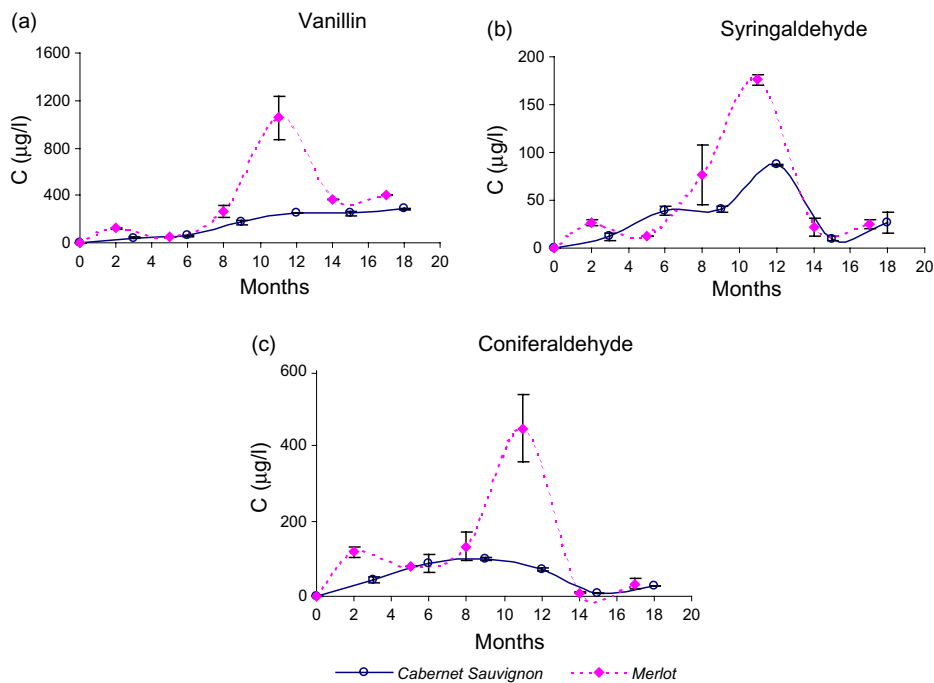 (a)
Vanillin
1600
1200
800
400
0
C (µg/l)
0 2 4 6 8 10 12 14 16 18 20
Months
(b)
Syringaldehyde
200
150
100
50
0
C (µg/l)
0 2 4 6 8 10 12 14 16 18 20
Months
(c)
Coniferaldehyde
600
400
200
0
C (µg/l)
0 2 4 6 8 10 12 14 16 18 20
Months
Cabernet Sauvignon Merlot